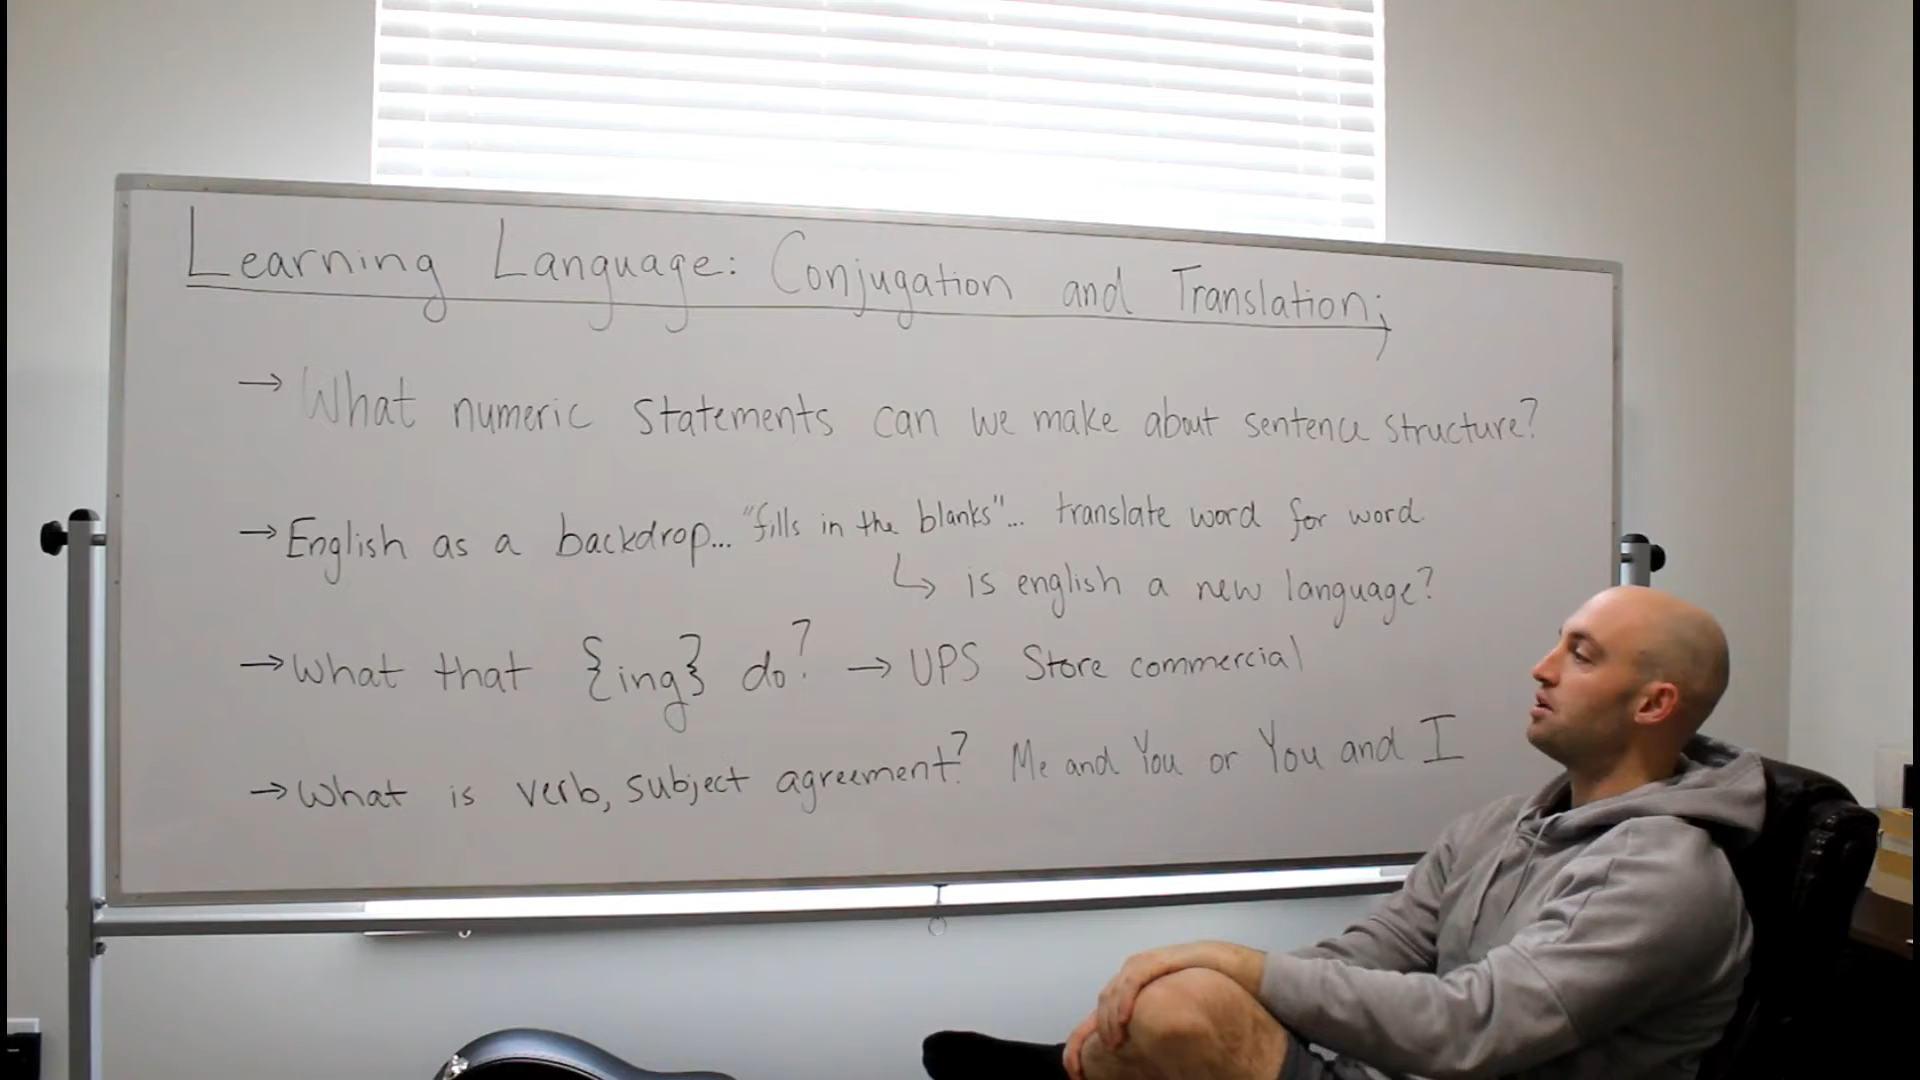 Learning Language: Conjugation and Translation;
→ What numeric statements can we make about sentence structure?
→ English as a backdrop... "fills in the blanks"... translate word for word.
↳ is english a new language?
→ What that {ing} do? → UPS Store commercial
→ What is verb, subject agreement? Me and You or You and I